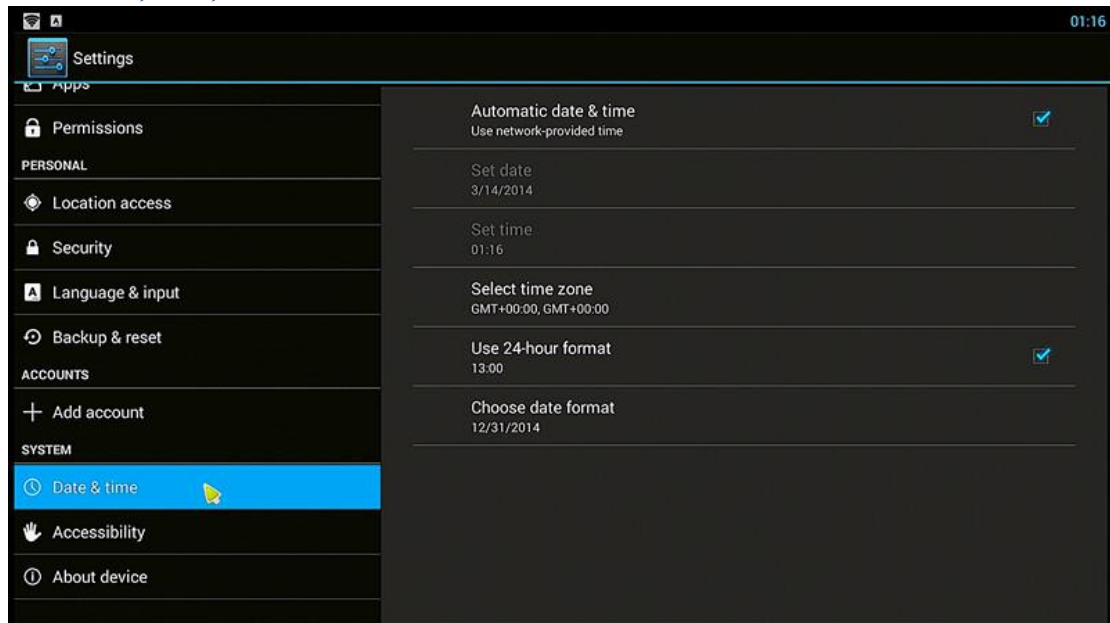 01:16
Settings
Apps
Permissions
PERSONAL
Location access
Security
Language & input
Backup & reset
ACCOUNTS
Add account
SYSTEM
Date & time
Accessibility
About device
Automatic date & time
Use network-provided time
Set date
3/14/2014
Set time
01:16
Select time zone
GMT+00:00, GMT+00:00
Use 24-hour format
13:00
Choose date format
12/31/2014